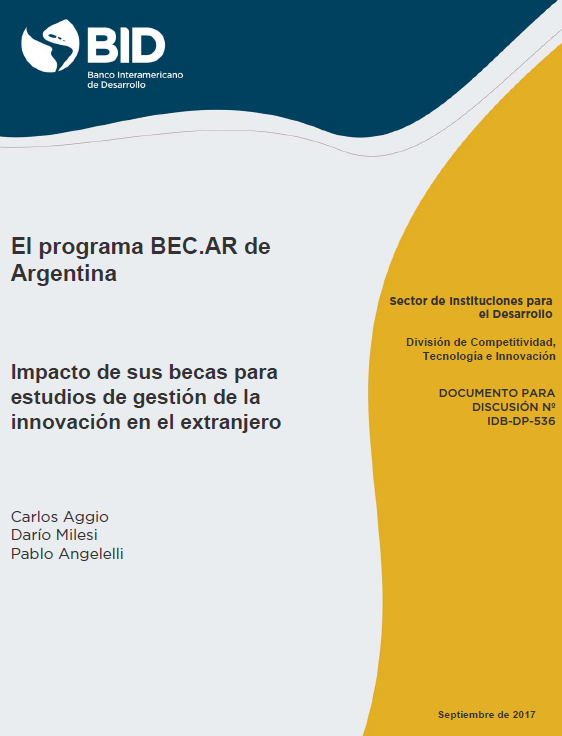 BID
Banco Interamericano
de Desarrollo
El programa BEC.AR de
Argentina
Impacto de sus becas para
estudios de gestión de la
innovación en el extranjero
Carlos Aggio
Darío Milesi
Pablo Angelelli
Sector de Instituciones para
el Desarrollo
División de Competitividad,
Tecnología e Innovación
DOCUMENTO PARA
DISCUSIÓN Nº
IDB-DP-536
Septiembre de 2017